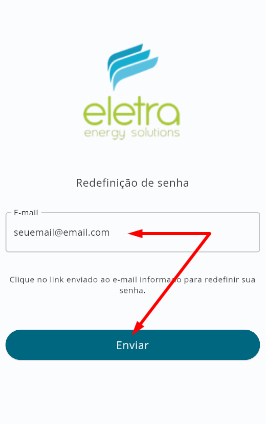 eletra
energy solutions
Redefinição de senha
E-mail
seuemail@email.com
Clique no link enviado ao e-mail informado para redefinir sua
senha.
Enviar